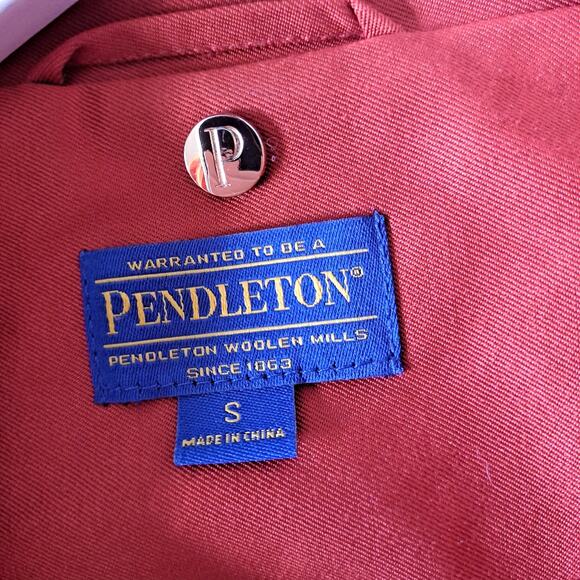 P
WARRANTED TO BE A
PENDLETON®
PENDLETON WOOLEN MILLS
SINCE 1863
S
MADE IN CHINA